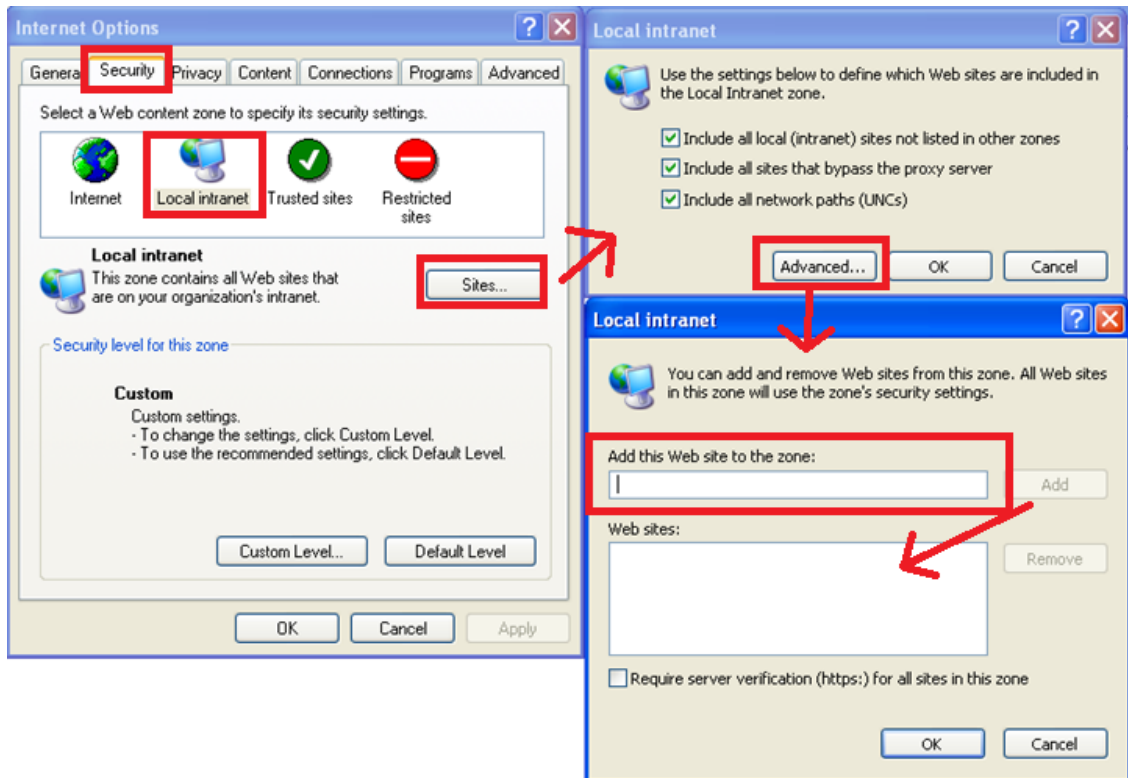 Internet Options
General Security Privacy Content Connections Programs Advanced
Select a Web content zone to specify its security settings.
Internet
Local intranet
Trusted sites
Restricted
sites
Local intranet
This zone contains all Web sites that
are on your organization's intranet.
Sites...
Security level for this zone
Custom
Custom settings.
- To change the settings, click Custom Level.
- To use the recommended settings, click Default Level.
Custom Level...
Default Level
OK
Cancel
Apply
Local intranet
Use the settings below to define which Web sites are included in
the Local Intranet zone.
Include all local (intranet) sites not listed in other zones
Include all sites that bypass the proxy server
Include all network paths (UNCs)
Advanced...
OK
Cancel
Local intranet
You can add and remove Web sites from this zone. All Web sites
in this zone will use the zone's security settings.
Add this Web site to the zone:
Add
Web sites:
Remove
Require server verification (https:) for all sites in this zone
OK
Cancel